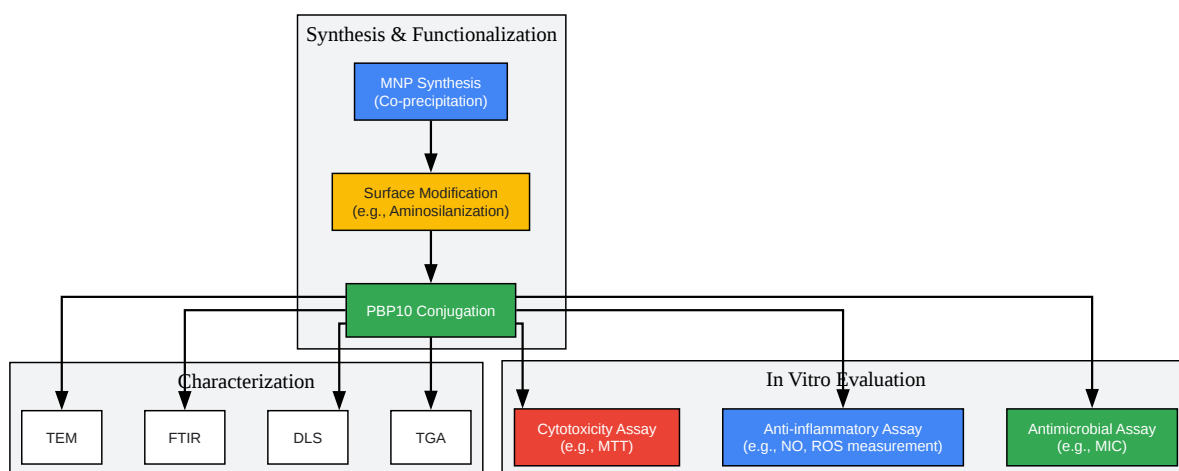 Synthesis & Functionalization
MNP Synthesis
(Co-precipitation)
Surface Modification
(e.g., Aminosilanization)
PBP10 Conjugation
Characterization
TEM
FTIR
DLS
TGA
In Vitro Evaluation
Cytotoxicity Assay
(e.g., MTT)
Anti-inflammatory Assay
(e.g., NO, ROS measurement)
Antimicrobial Assay
(e.g., MIC)